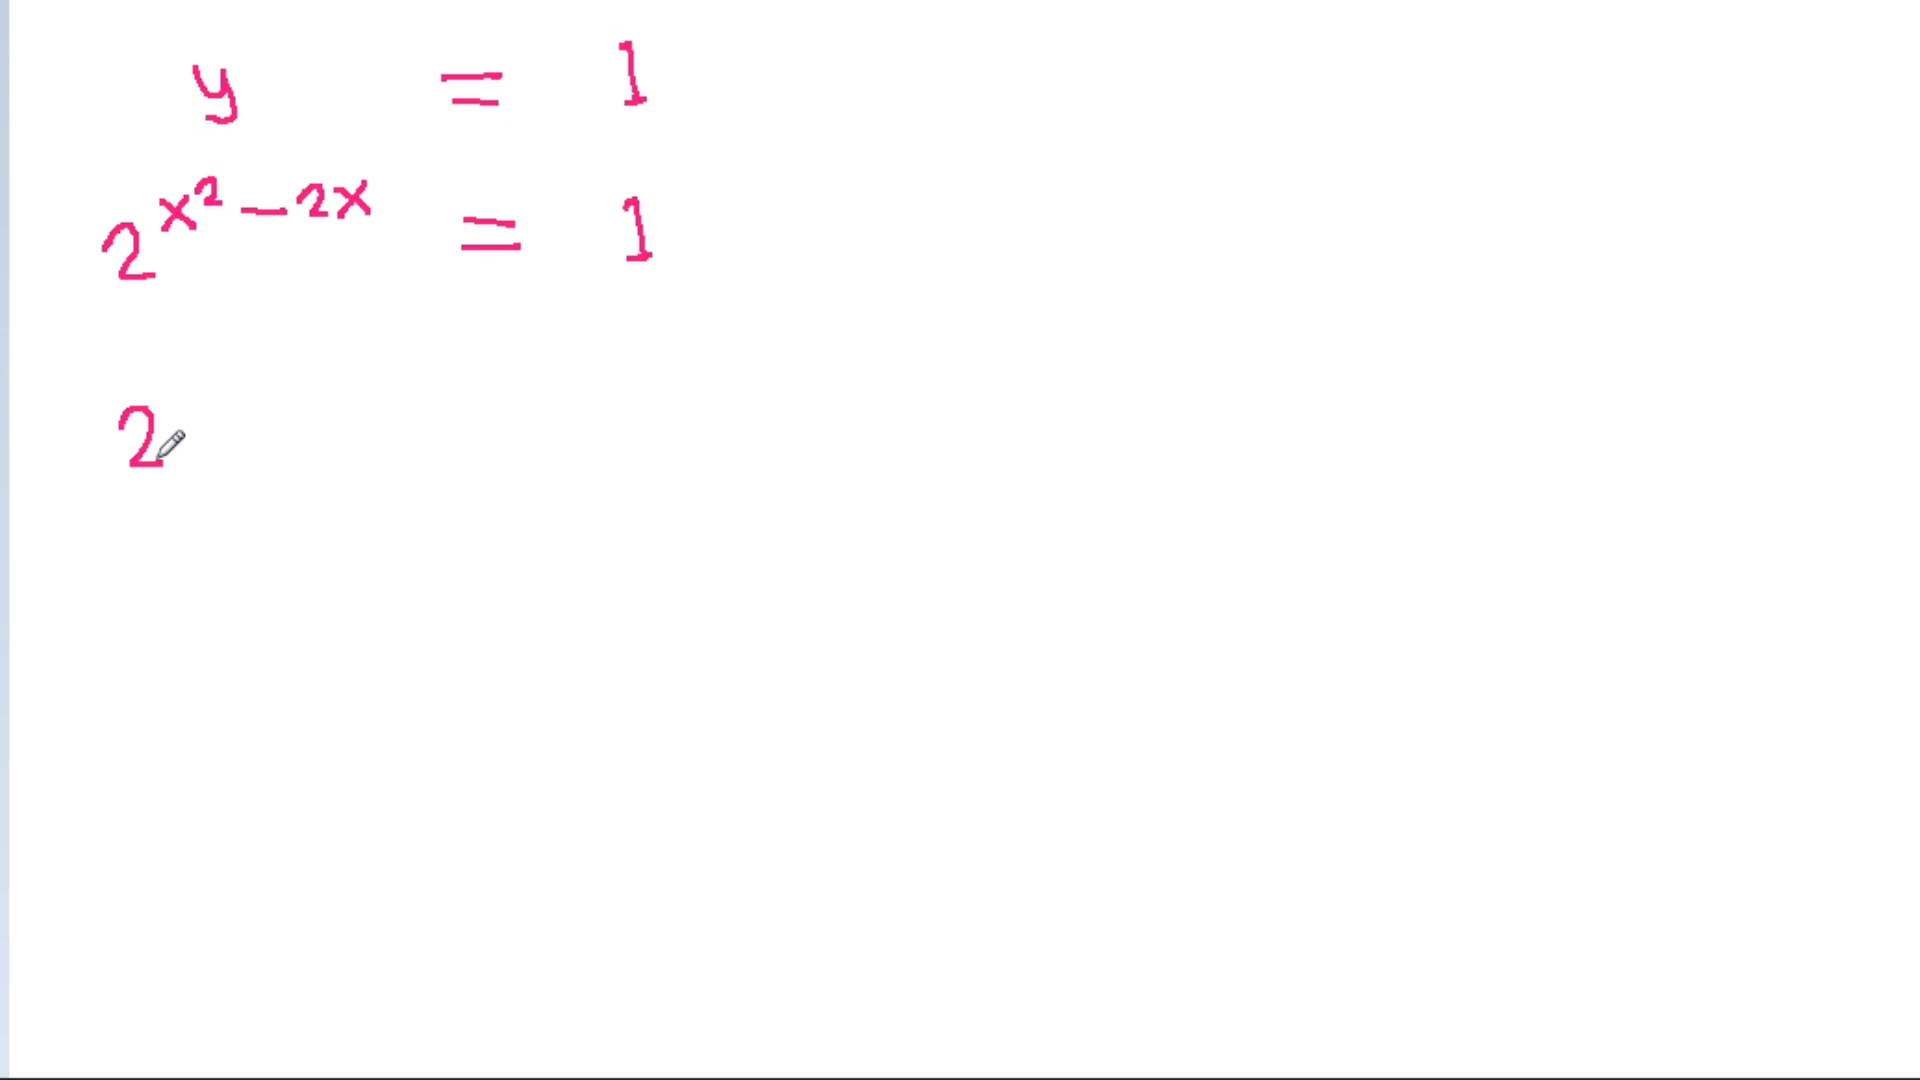 y = 1
2^{x^2 - 2x} = 1
2